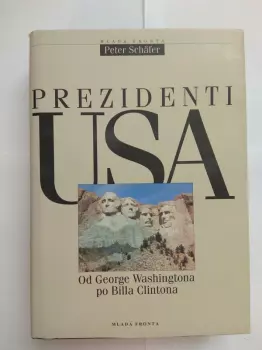 MLADÁ FRONTA
Peter Schäfer
PREZIDENTI
USA
Od George Washingtona
po Billa Clintona
MLADÁ FRONTA